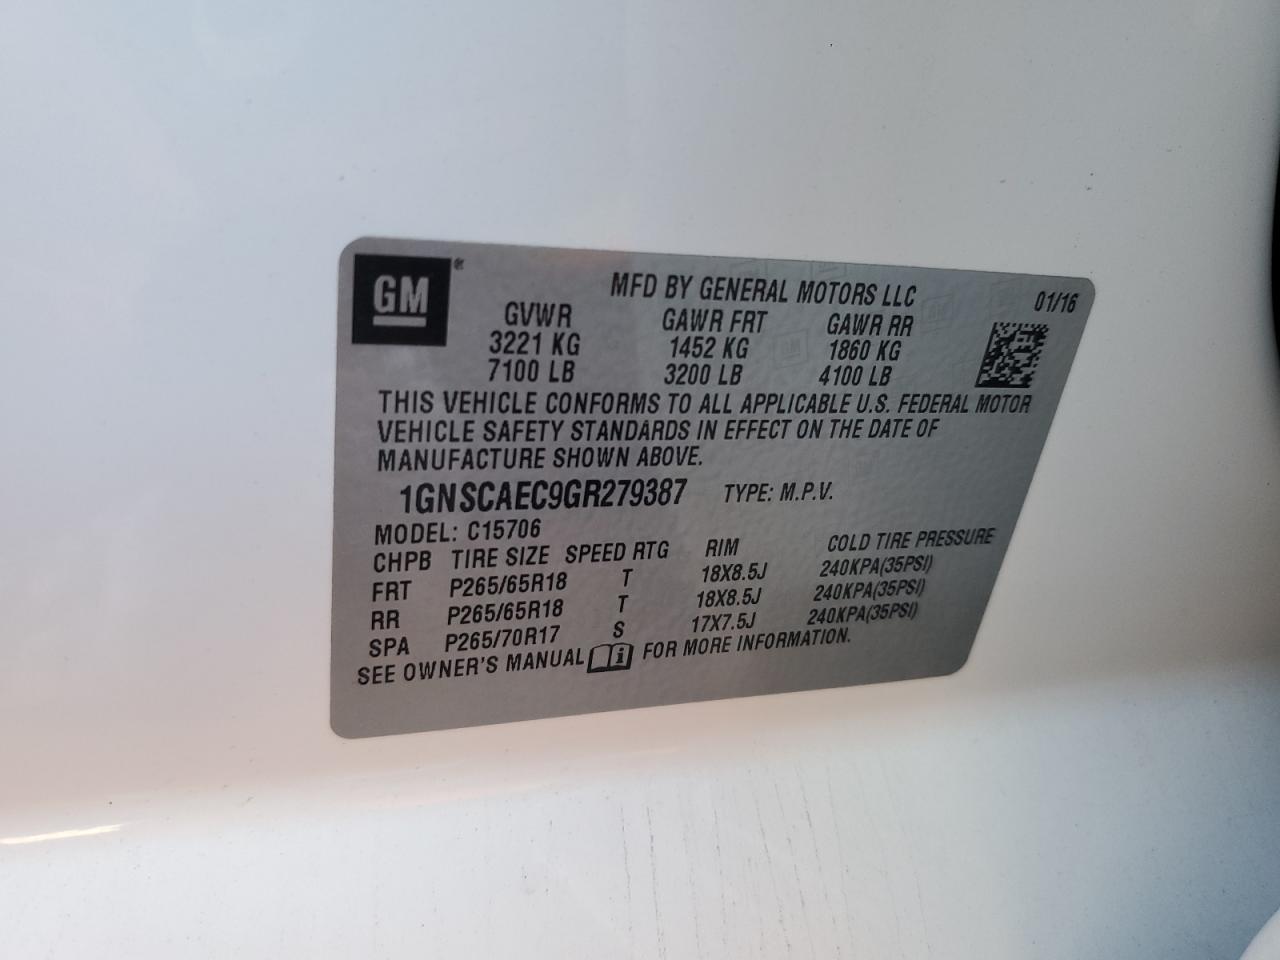 GM®
MFD BY GENERAL MOTORS LLC 01/16
GVWR GAWR FRT GAWR RR
3221 KG 1452 KG 1860 KG
7100 LB 3200 LB 4100 LB
THIS VEHICLE CONFORMS TO ALL APPLICABLE U.S. FEDERAL MOTOR
VEHICLE SAFETY STANDARDS IN EFFECT ON THE DATE OF
MANUFACTURE SHOWN ABOVE.
1GNSCAEC9GR279387 TYPE: M.P.V.
MODEL: C15706
CHPB TIRE SIZE SPEED RTG RIM COLD TIRE PRESSURE
FRT P265/65R18 T 18X8.5J 240KPA(35PSI)
RR P265/65R18 T 18X8.5J 240KPA(35PSI)
SPA P265/70R17 S 17X7.5J 240KPA(35PSI)
SEE OWNER'S MANUAL i FOR MORE INFORMATION.